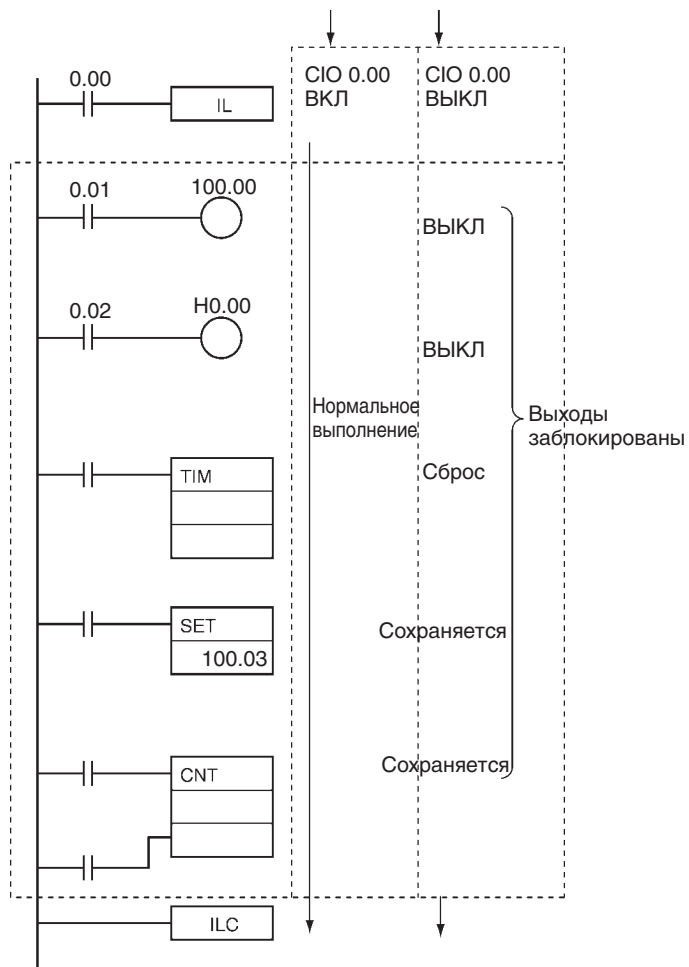 0.00
IL
CIO 0.00
ВКЛ
CIO 0.00
ВЫКЛ
0.01
100.00
ВЫКЛ
0.02
H0.00
ВЫКЛ
Нормальное
выполнение
Выходы
заблокированы
TIM
Сброс
SET
100.03
Сохраняется
CNT
Сохраняется
ILC